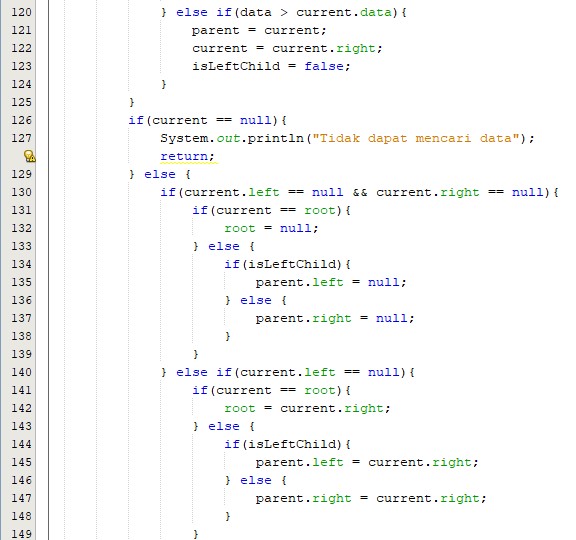 120 } else if(data > current.data){
121 parent = current;
122 current = current.right;
123 isLeftChild = false;
124 }
125 }
126 if(current == null){
127 System.out.println("Tidak dapat mencari data");
return;
129 } else {
130 if(current.left == null && current.right == null){
131 if(current == root){
132 root = null;
133 } else {
134 if(isLeftChild){
135 parent.left = null;
136 } else {
137 parent.right = null;
138 }
139 }
140 } else if(current.left == null){
141 if(current == root){
142 root = current.right;
143 } else {
144 if(isLeftChild){
145 parent.left = current.right;
146 } else {
147 parent.right = current.right;
148 }
149 }